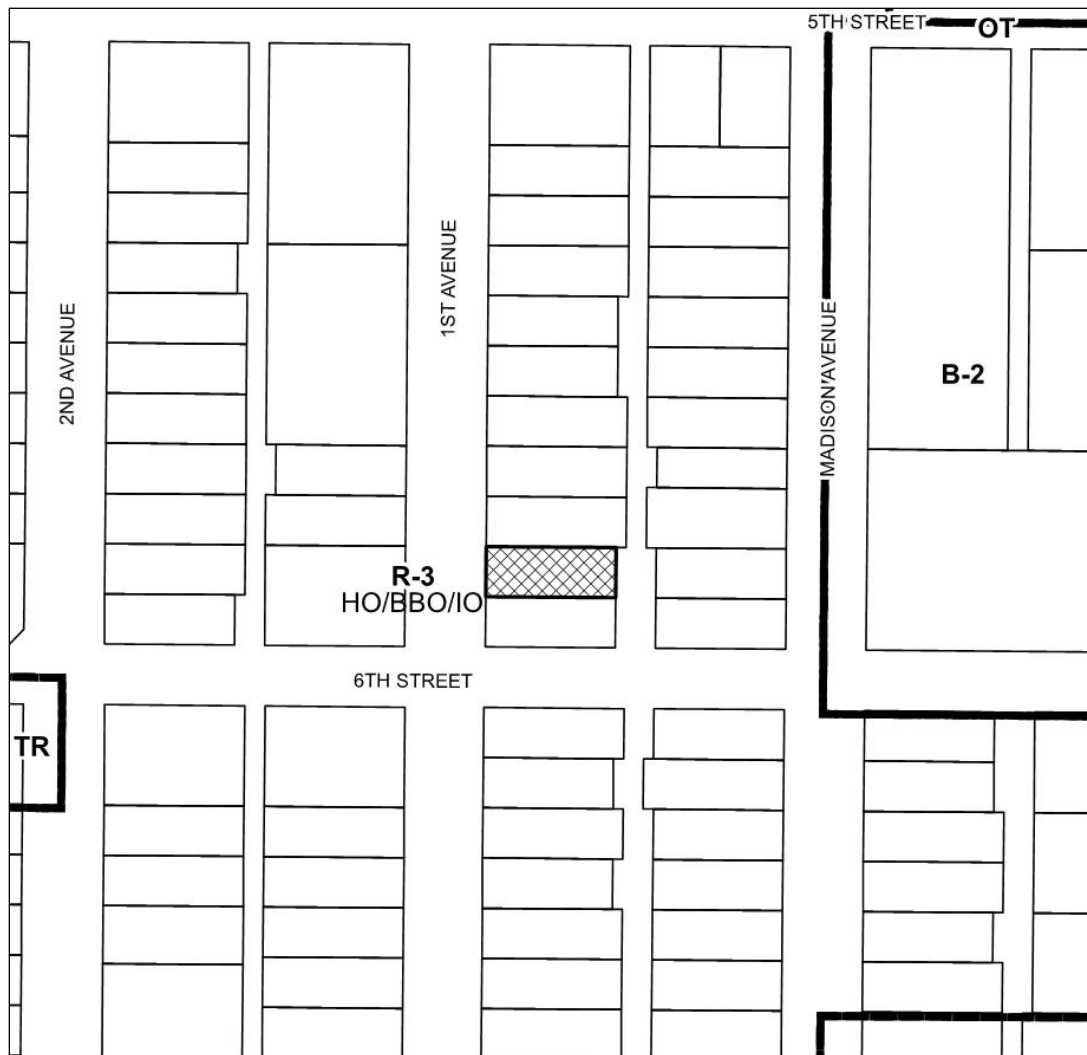 5TH STREET
OT
1ST AVENUE
2ND AVENUE
MADISON AVENUE
B-2
R-3
HO/BBO/IO
6TH STREET
TR